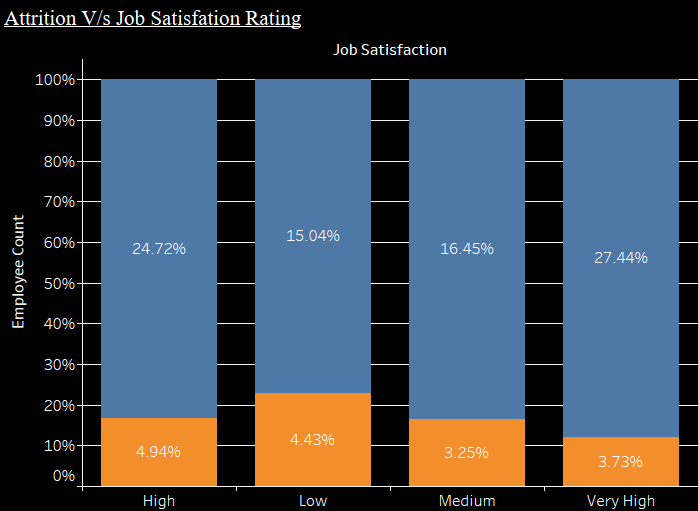 Attrition V/s Job Satisfation Rating
Job Satisfaction
Employee Count
100%
90%
80%
70%
60%
50%
40%
30%
20%
10%
0%
24.72%
15.04%
16.45%
27.44%
4.94%
4.43%
3.25%
3.73%
High
Low
Medium
Very High